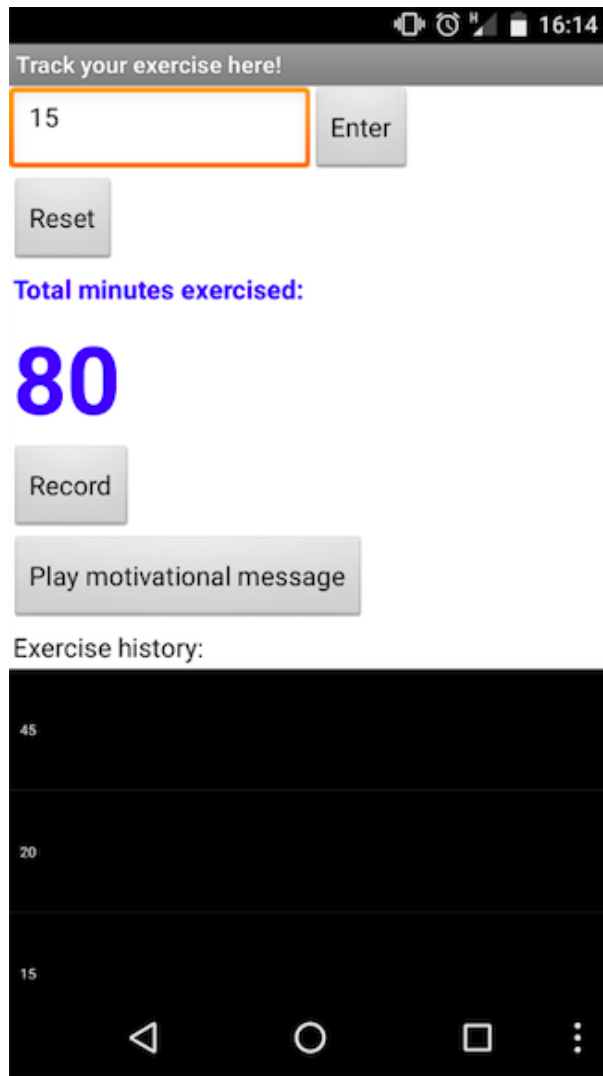 H 16:14
Track your exercise here!
15 Enter
Reset
Total minutes exercised:
80
Record
Play motivational message
Exercise history:
45
20
15